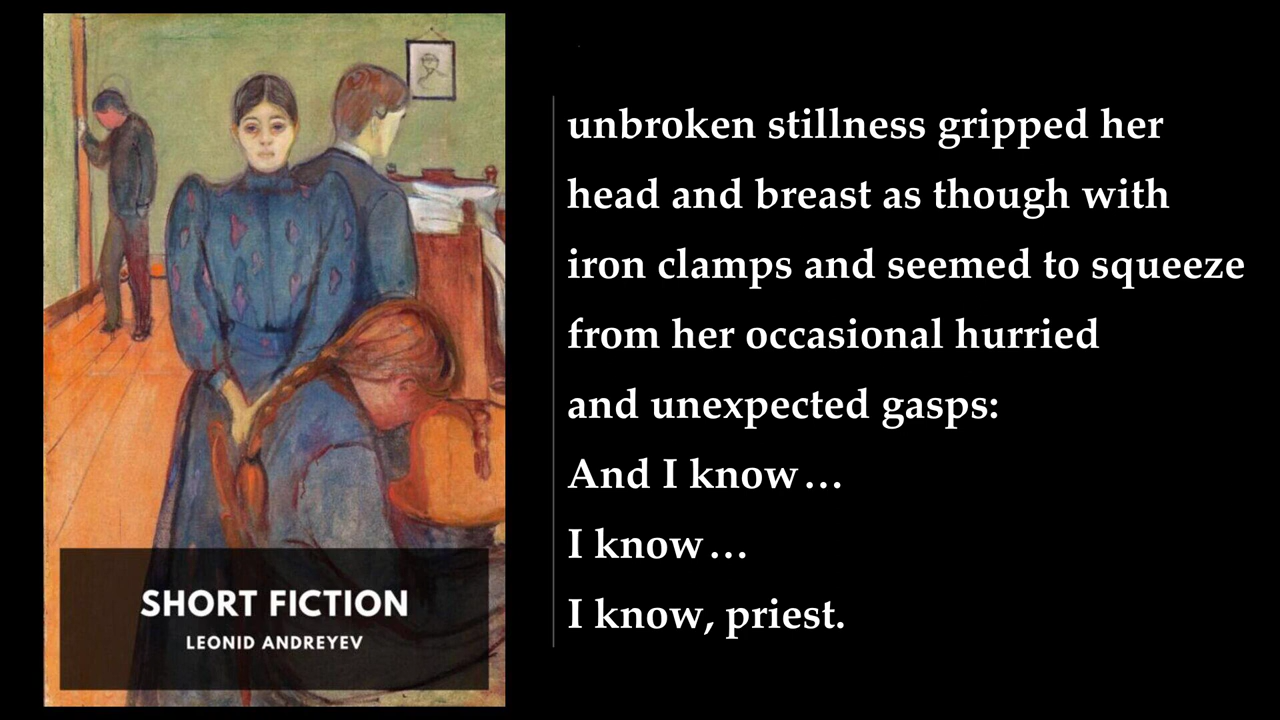 SHORT FICTION
LEONID ANDREYEV
unbroken stillness gripped her
head and breast as though with
iron clamps and seemed to squeeze
from her occasional hurried
and unexpected gasps:
And I know…
I know…
I know, priest.